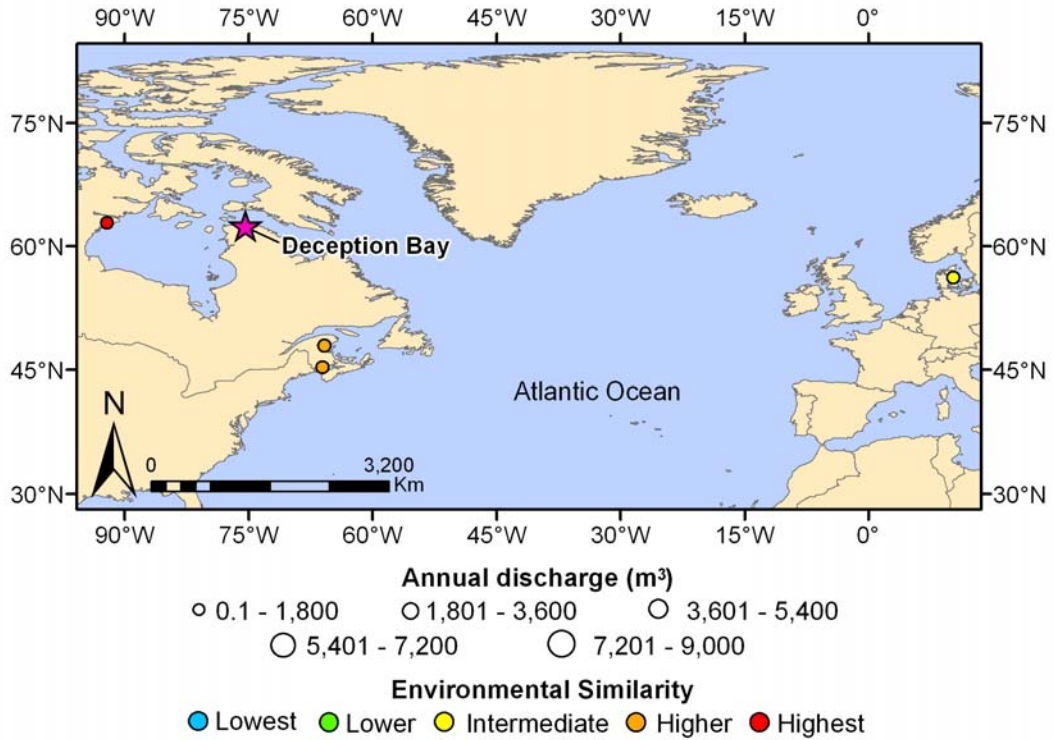 90°W 75°W 60°W 45°W 30°W 15°W 0°
75°N 75°N
60°N 60°N
Deception Bay
45°N 45°N
Atlantic Ocean
N
0 3,200
Km
30°N 30°N
90°W 75°W 60°W 45°W 30°W 15°W 0°
Annual discharge (m³)
0.1 - 1,800 1,801 - 3,600 3,601 - 5,400
5,401 - 7,200 7,201 - 9,000
Environmental Similarity
Lowest Lower Intermediate Higher Highest